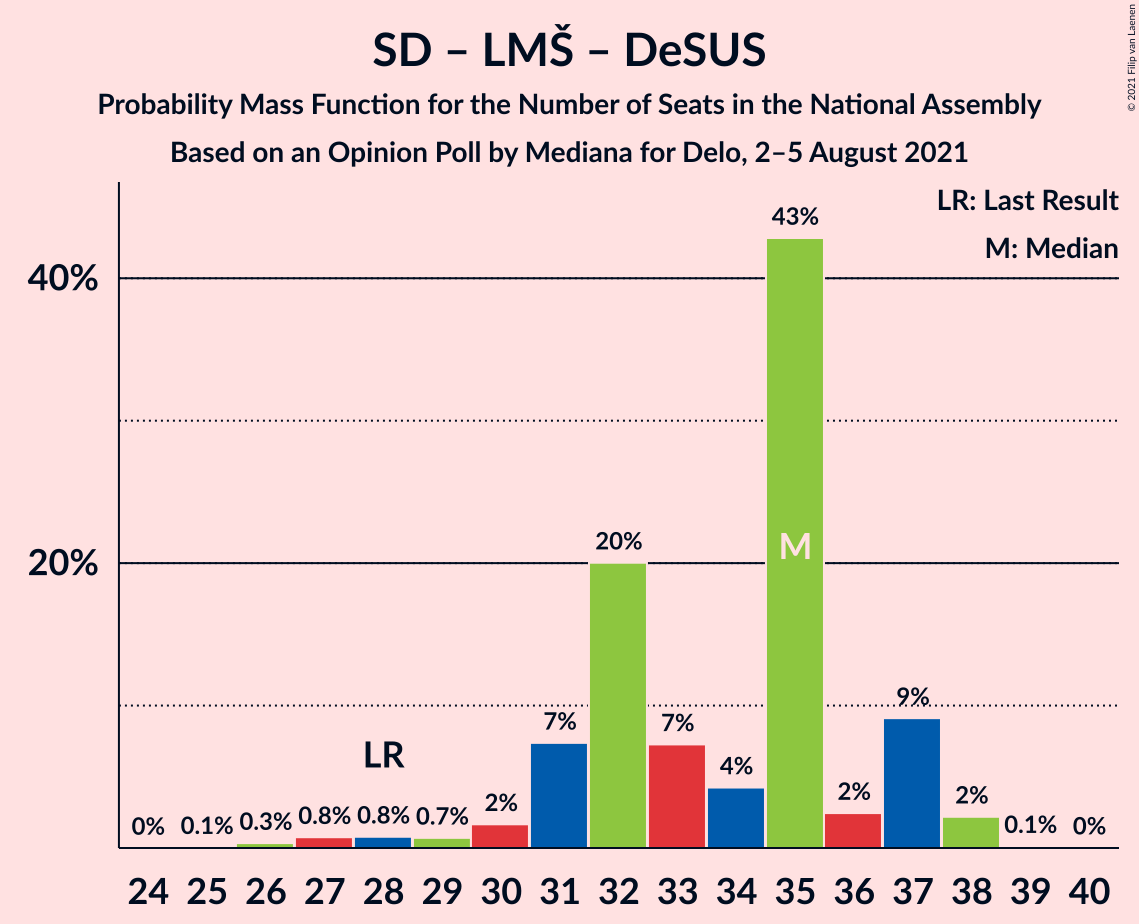 SD – LMŠ – DeSUS
Probability Mass Function for the Number of Seats in the National Assembly
Based on an Opinion Poll by Mediana for Delo, 2–5 August 2021
© 2021 Filip van Laenen
LR: Last Result
M: Median
40%
20%
0%
0.1%
0.3%
0.8%
0.8%
0.7%
2%
7%
20%
7%
4%
43%
2%
9%
2%
0.1%
0%
LR
M
24 25 26 27 28 29 30 31 32 33 34 35 36 37 38 39 40